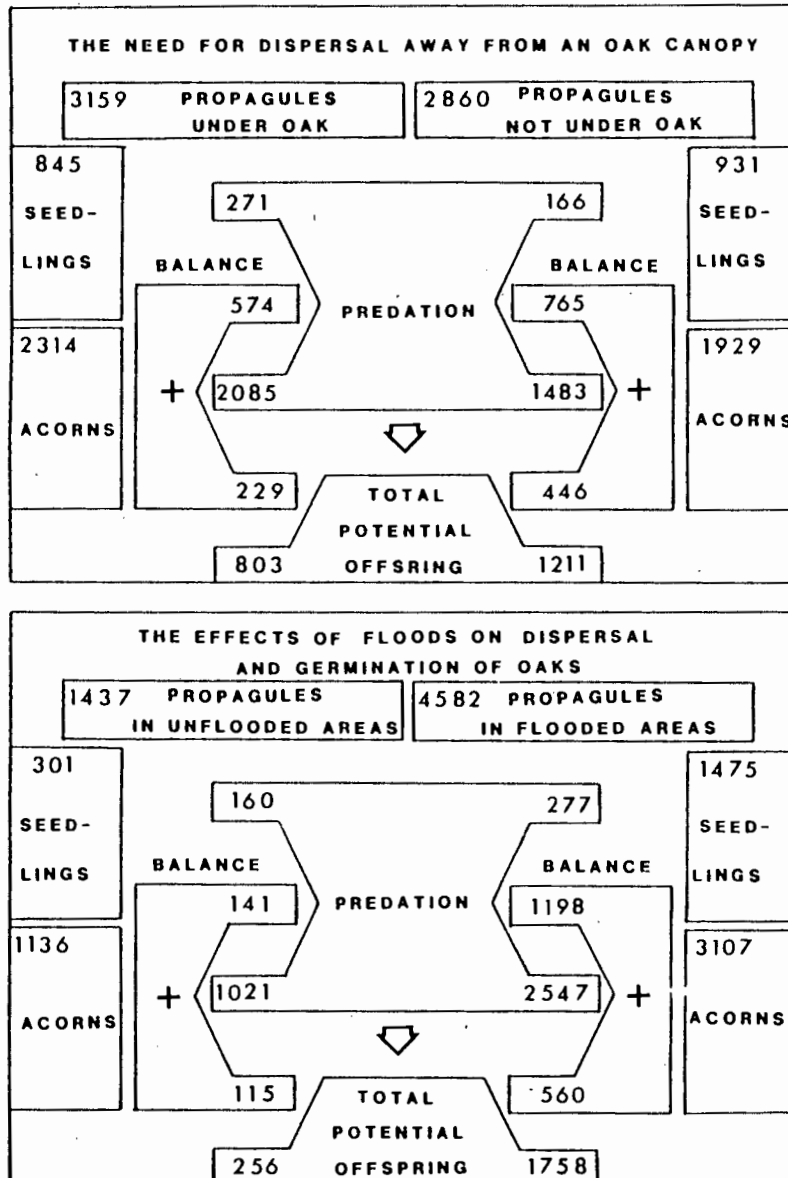 THE NEED FOR DISPERSAL AWAY FROM AN OAK CANOPY
3159 PROPAGULES
UNDER OAK
2860 PROPAGULES
NOT UNDER OAK
845
SEED-
LINGS
271
166
931
SEED-
LINGS
BALANCE
574
PREDATION
BALANCE
765
2314
ACORNS
+
2085
1483
+
1929
ACORNS
229
TOTAL
POTENTIAL
OFFSRING
446
803
1211
THE EFFECTS OF FLOODS ON DISPERSAL
AND GERMINATION OF OAKS
1437 PROPAGULES
IN UNFLOODED AREAS
4582 PROPAGULES
IN FLOODED AREAS
301
SEED-
LINGS
160
277
1475
SEED-
LINGS
BALANCE
141
PREDATION
BALANCE
1198
1136
ACORNS
+
1021
2547
+
3107
ACORNS
115
TOTAL
POTENTIAL
OFFSPRING
560
256
1758